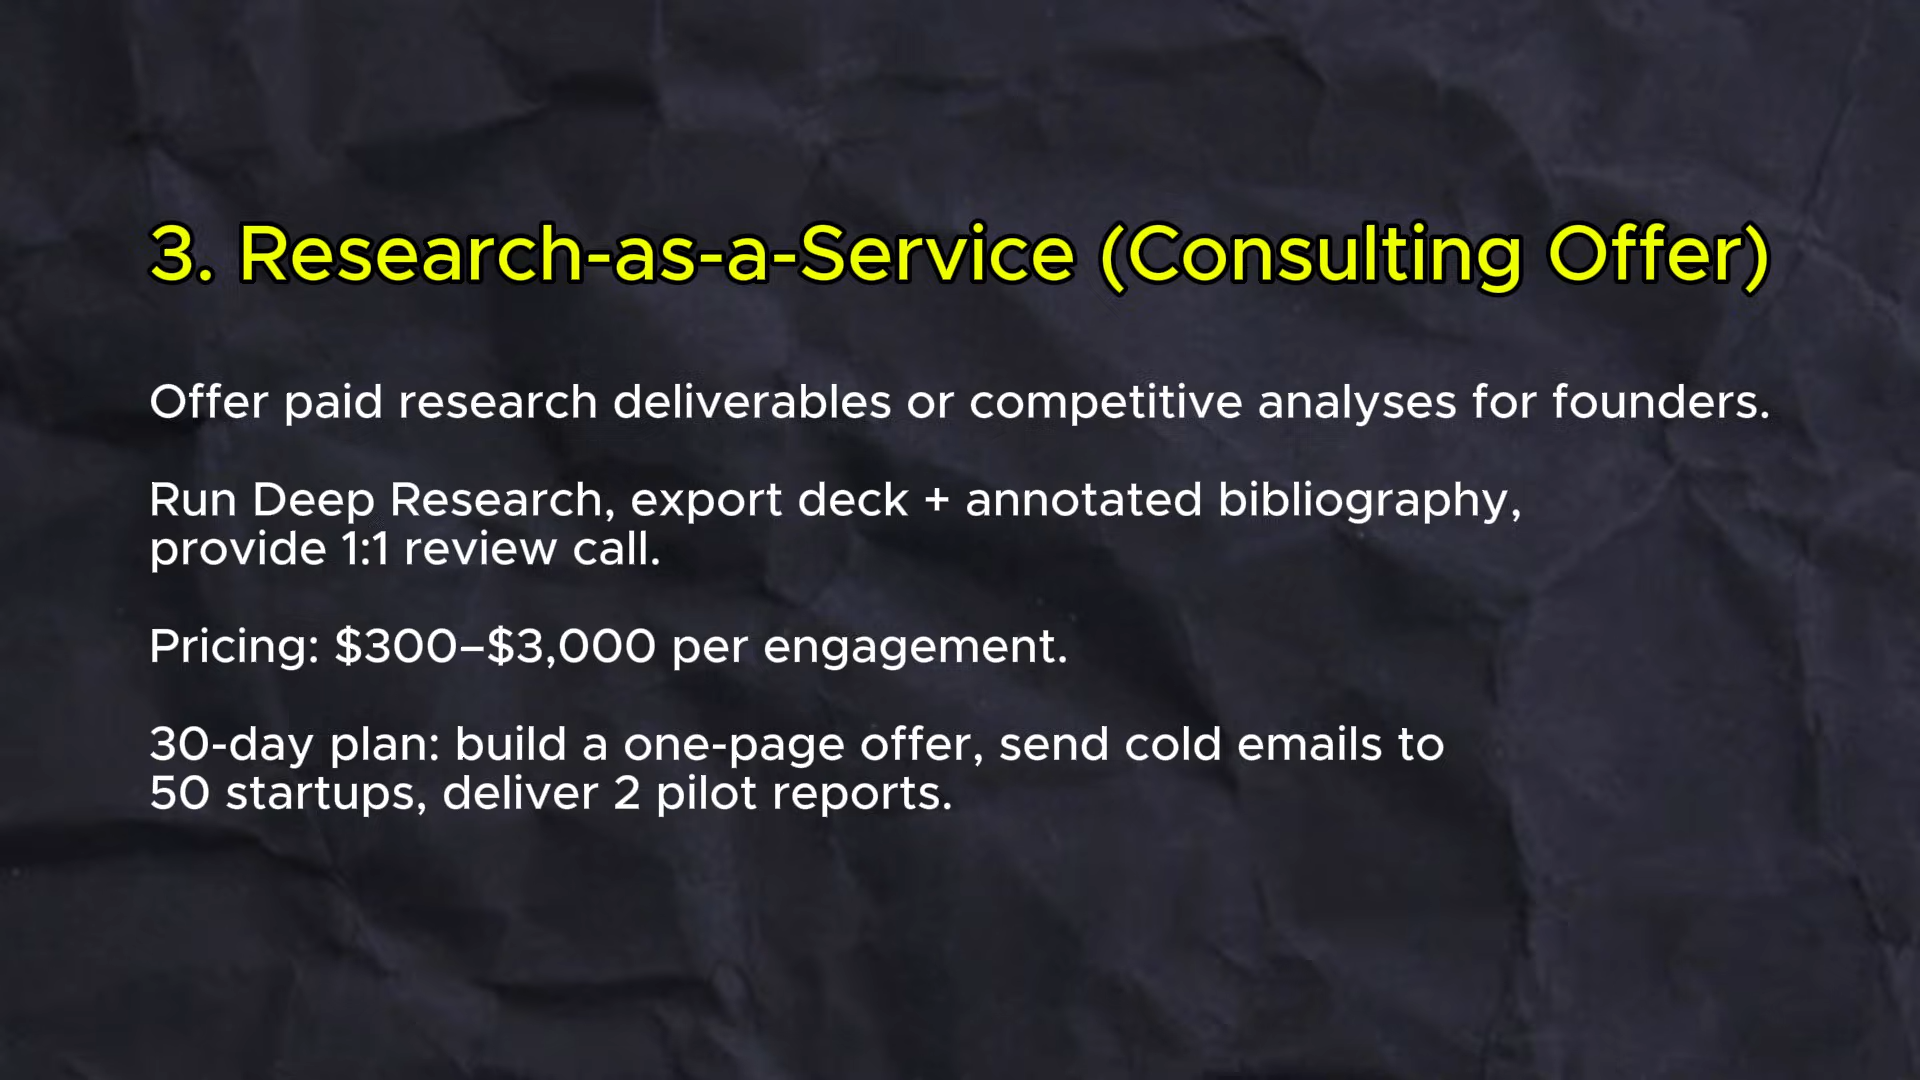 3. Research-as-a-Service (Consulting Offer)
Offer paid research deliverables or competitive analyses for founders.
Run Deep Research, export deck + annotated bibliography,
provide 1:1 review call.
Pricing: $300–$3,000 per engagement.
30-day plan: build a one-page offer, send cold emails to
50 startups, deliver 2 pilot reports.